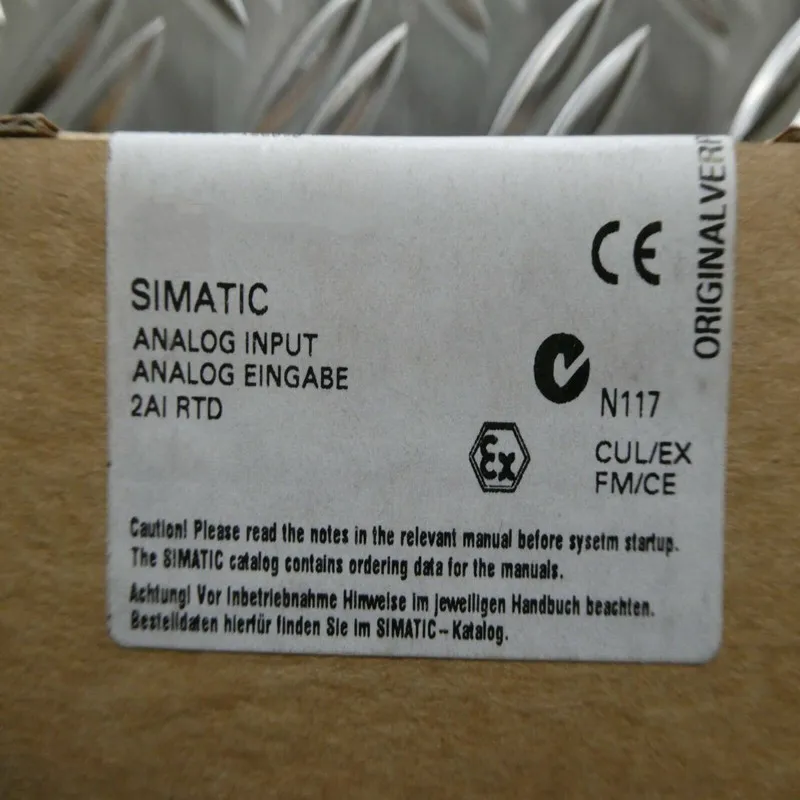 SIMATIC
ANALOG INPUT
ANALOG EINGABE
2AI RTD
CE
N117
Ex
CUL/EX
FM/CE
ORIGINALVER
Caution! Please read the notes in the relevant manual before sysetm startup.
The SIMATIC catalog contains ordering data for the manuals.
Achtung! Vor Inbetriebnahme Hinweise im jeweiligen Handbuch beachten.
Bestelldaten hierfür finden Sie im SIMATIC-Katalog.